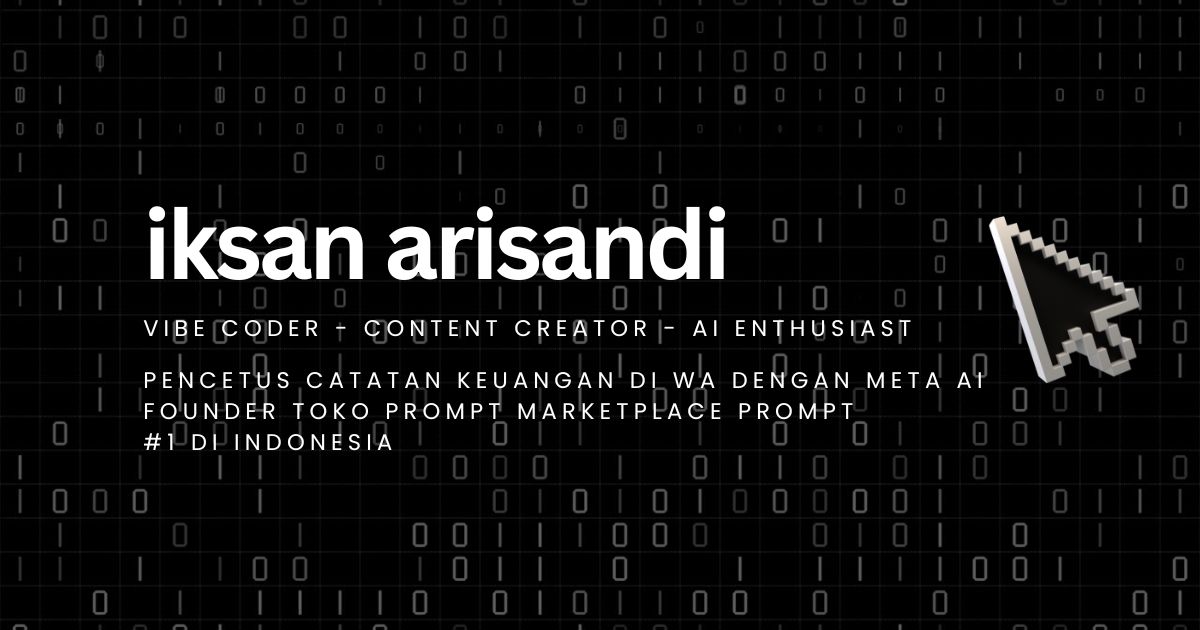 iksan arisandi
VIBE CODER - CONTENT CREATOR - AI ENTHUSIAST
PENCETUS CATATAN KEUANGAN DI WA DENGAN META AI
FOUNDER TOKO PROMPT MARKETPLACE PROMPT
#1 DI INDONESIA